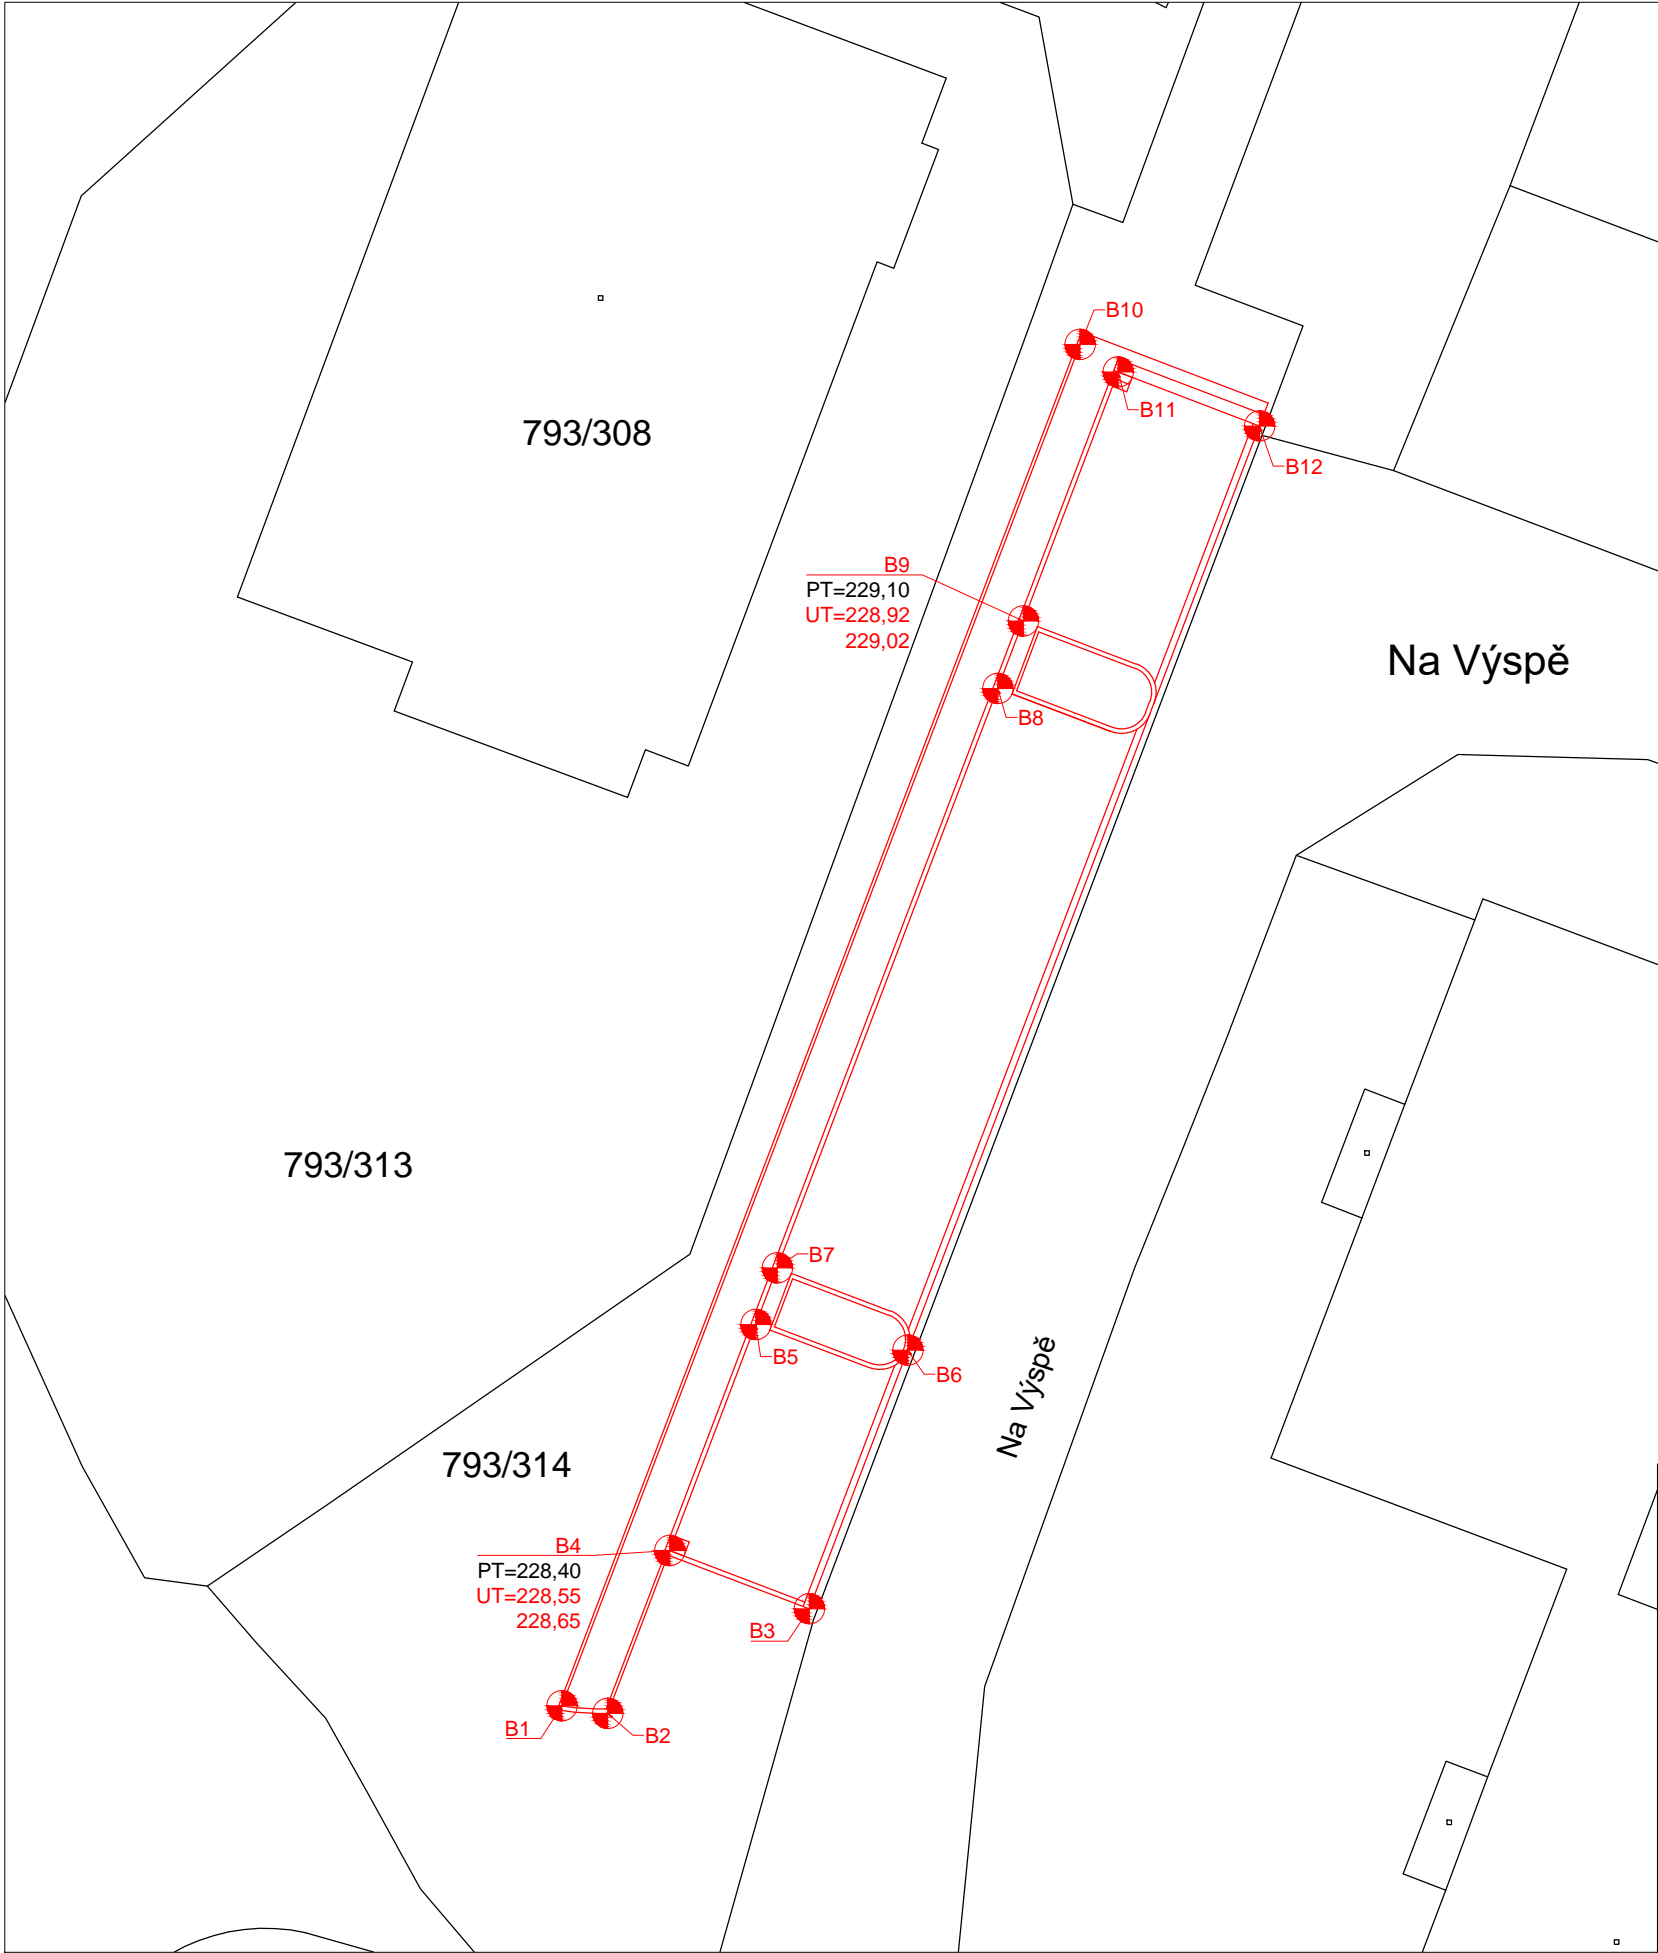 B10
B11
793/308
B12
B9
PT=229,10
UT=228,92
229,02
Na Výspě
B8
793/313
B7
B5
B6
Na Výspě
793/314
B4
PT=228,40
UT=228,55
228,65
B3
B1
B2